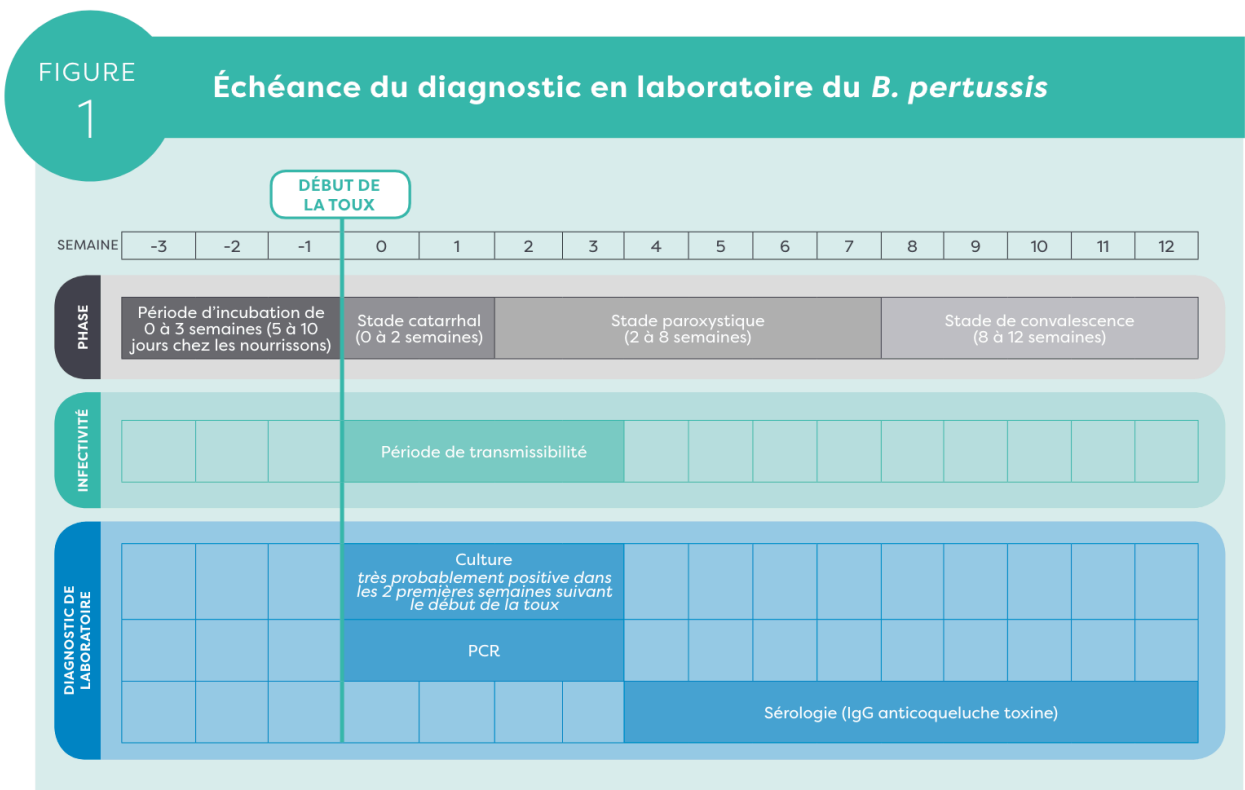 FIGURE
1
Échéance du diagnostic en laboratoire du B. pertussis
DÉBUT DE
LA TOUX
SEMAINE -3 -2 -1 0 1 2 3 4 5 6 7 8 9 10 11 12
PHASE
Période d'incubation de
0 à 3 semaines (5 à 10
jours chez les nourrissons)
Stade catarrhal
(0 à 2 semaines)
Stade paroxystique
(2 à 8 semaines)
Stade de convalescence
(8 à 12 semaines)
INFECTIVITÉ
Période de transmissibilité
DIAGNOSTIC DE
LABORATOIRE
Culture
très probablement positive dans
les 2 premières semaines suivant
le début de la toux
PCR
Sérologie (IgG anticoqueluche toxine)